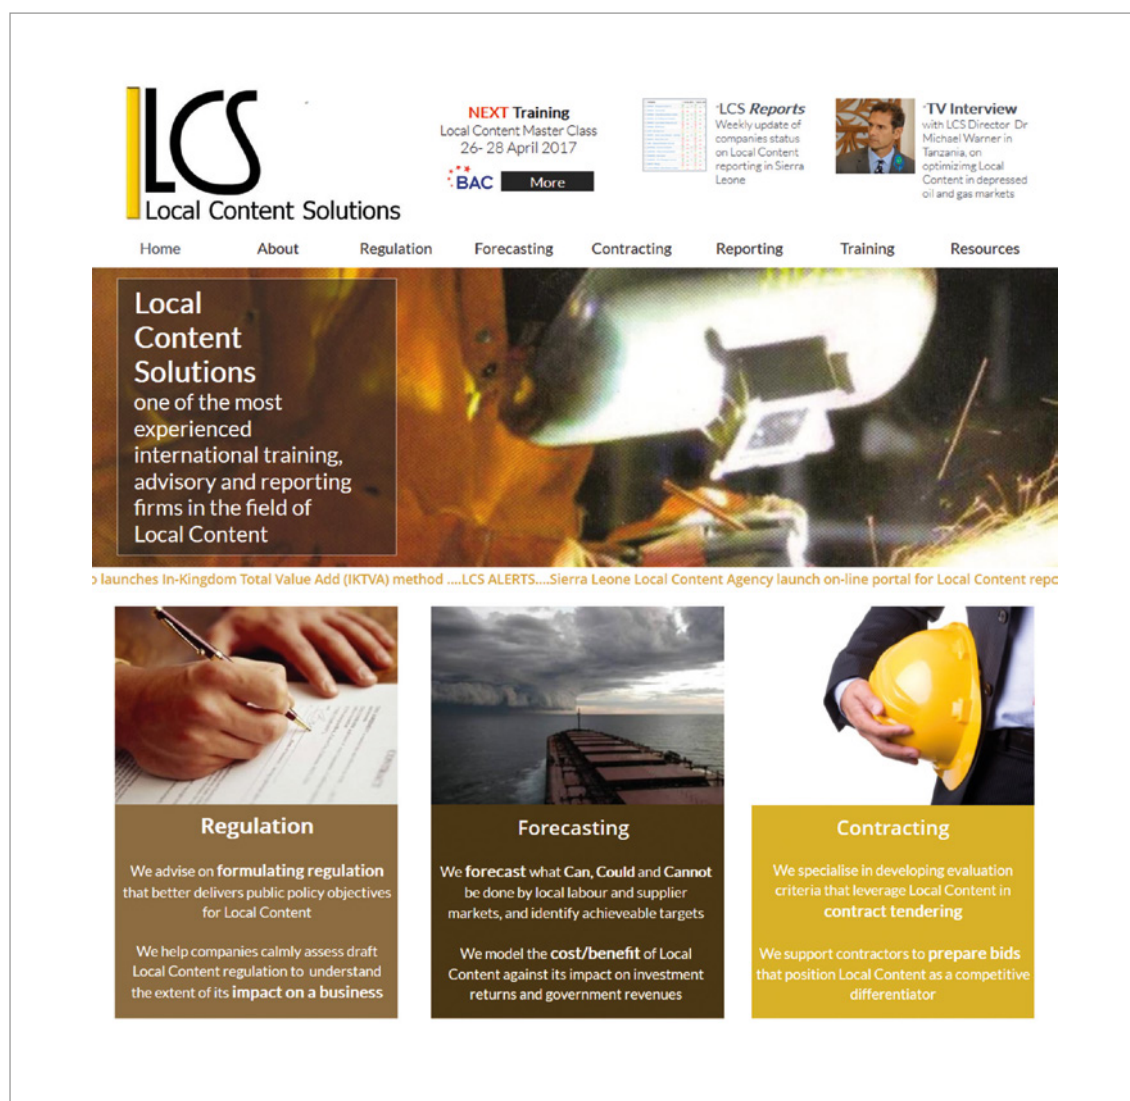 LCS
Local Content Solutions
NEXT Training
Local Content Master Class
26- 28 April 2017
BAC
More
*LCS Reports
Weekly update of
companies status
on Local Content
reporting in Sierra
Leone
*TV Interview
with LCS Director Dr
Michael Warner in
Tanzania, on
optimizimg Local
Content in depressed
oil and gas markets
Home About Regulation Forecasting Contracting Reporting Training Resources
Local
Content
Solutions
one of the most
experienced
international training,
advisory and reporting
firms in the field of
Local Content
o launches In-Kingdom Total Value Add (IKTVA) method ....LCS ALERTS....Sierra Leone Local Content Agency launch on-line portal for Local Content repo
Regulation
We advise on formulating regulation
that better delivers public policy objectives
for Local Content
We help companies calmly assess draft
Local Content regulation to understand
the extent of its impact on a business
Forecasting
We forecast what Can, Could and Cannot
be done by local labour and supplier
markets, and identify achieveable targets
We model the cost/benefit of Local
Content against its impact on investment
returns and government revenues
Contracting
We specialise in developing evaluation
criteria that leverage Local Content in
contract tendering
We support contractors to prepare bids
that position Local Content as a competitive
differentiator